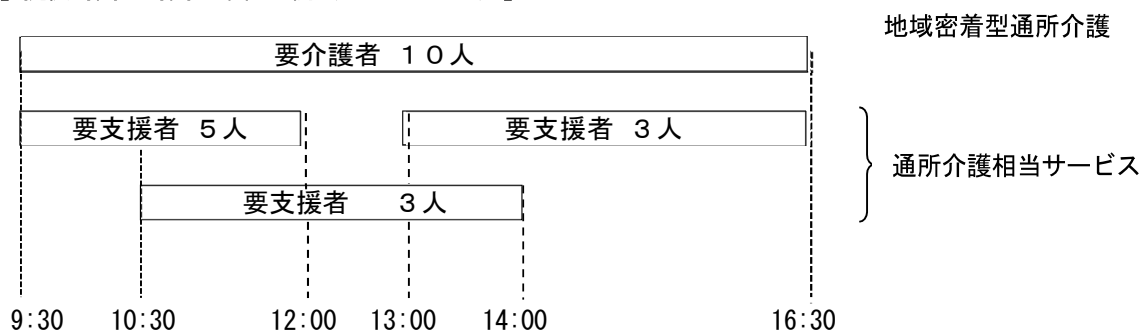 地域密着型通所介護
要介護者 10人
要支援者 5人
要支援者 3人
通所介護相当サービス
要支援者 3人
9:30 10:30 12:00 13:00 14:00 16:30